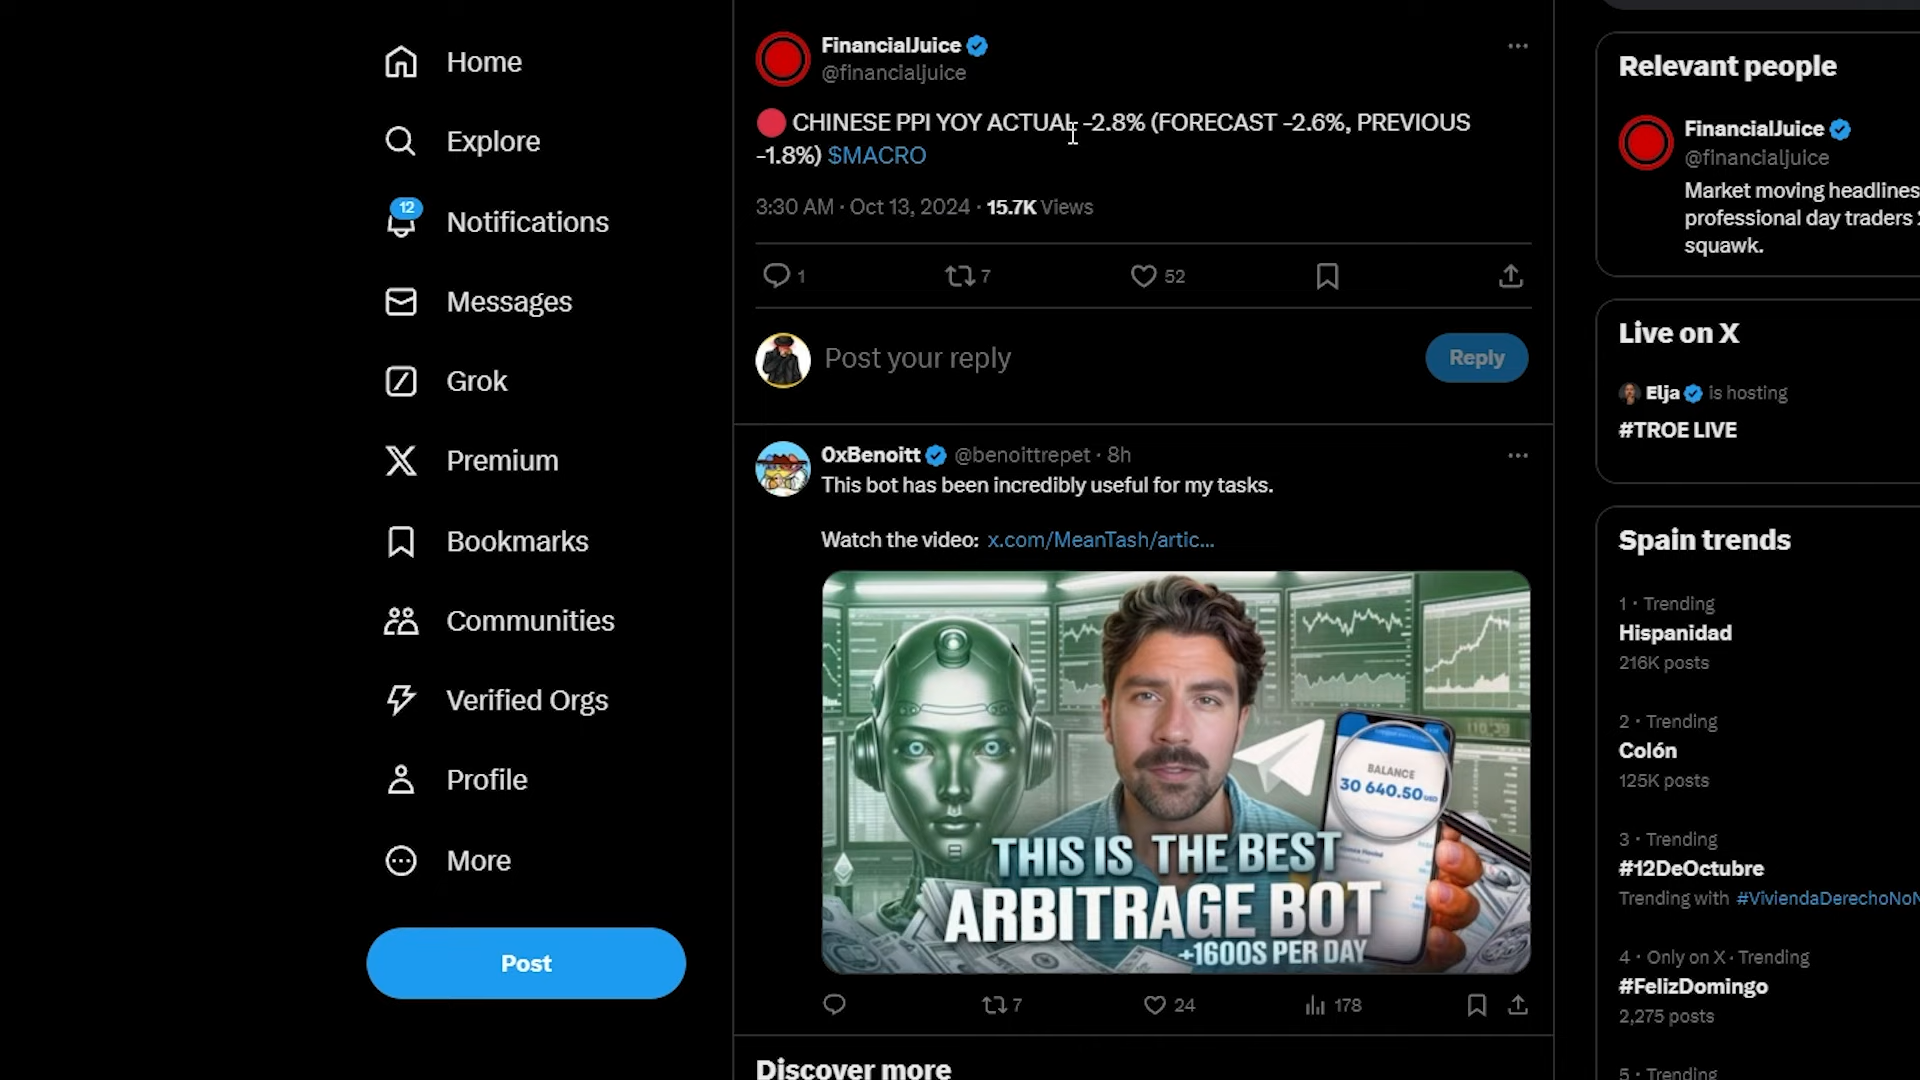 Home
Explore
12
Notifications
Messages
Grok
Premium
Bookmarks
Communities
Verified Orgs
Profile
More
Post
FinancialJuice
@financialjuice
CHINESE PPI YOY ACTUAL -2.8% (FORECAST -2.6%, PREVIOUS
-1.8%) $MACRO
3:30 AM · Oct 13, 2024 · 15.7K Views
1
7
52
Post your reply
Reply
0xBenoitt @benoittrepet · 8h
This bot has been incredibly useful for my tasks.
Watch the video: x.com/MeanTash/artic...
BALANCE
30 640.50 USD
THIS IS THE BEST
ARBITRAGE BOT
+1600$ PER DAY
7
24
178
Discover more
Relevant people
FinancialJuice
@financialjuice
Market moving headlines
professional day traders
squawk.
Live on X
Elja is hosting
#TROE LIVE
Spain trends
1 · Trending
Hispanidad
216K posts
2 · Trending
Colón
125K posts
3 · Trending
#12DeOctubre
Trending with #ViviendaDerechoNoN
4 · Only on X · Trending
#FelizDomingo
2,275 posts
5 · Trending